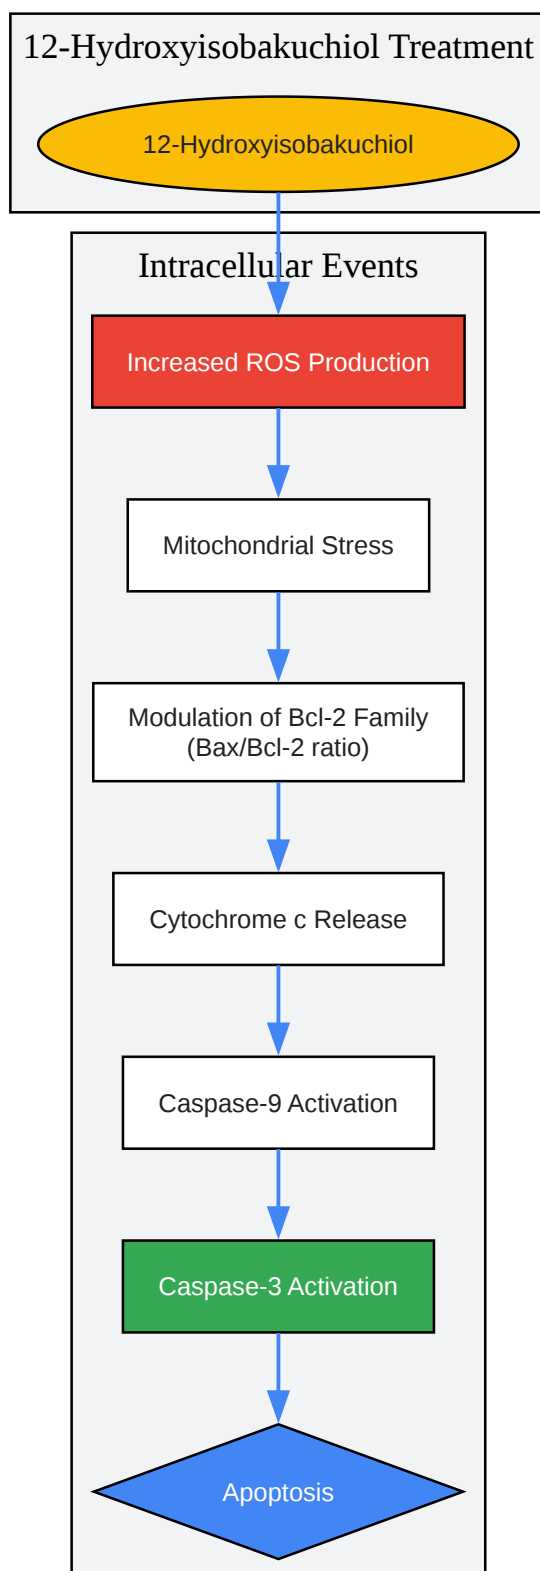 12-Hydroxyisobakuchiol Treatment
12-Hydroxyisobakuchiol
Intracellular Events
Increased ROS Production
Mitochondrial Stress
Modulation of Bcl-2 Family
(Bax/Bcl-2 ratio)
Cytochrome c Release
Caspase-9 Activation
Caspase-3 Activation
Apoptosis